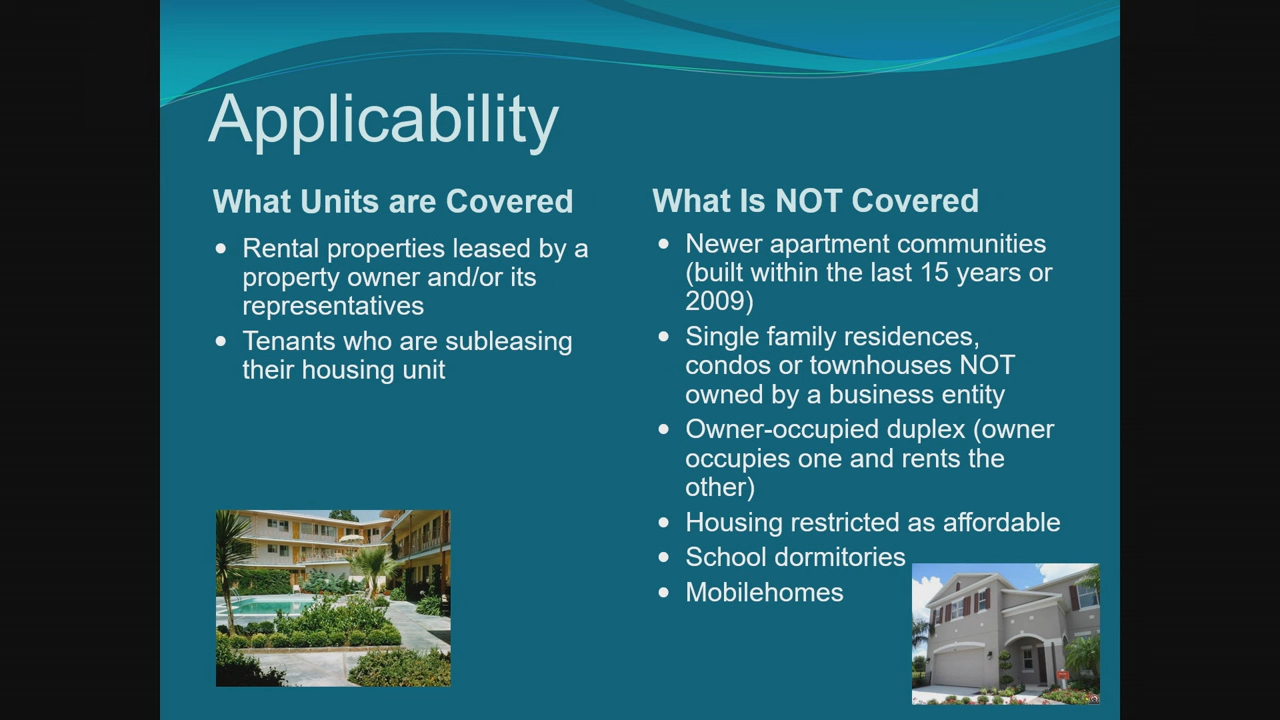 Applicability
What Units are Covered
• Rental properties leased by a
property owner and/or its
representatives
• Tenants who are subleasing
their housing unit
What Is NOT Covered
• Newer apartment communities
(built within the last 15 years or
2009)
• Single family residences,
condos or townhouses NOT
owned by a business entity
• Owner-occupied duplex (owner
occupies one and rents the
other)
• Housing restricted as affordable
• School dormitories
• Mobilehomes